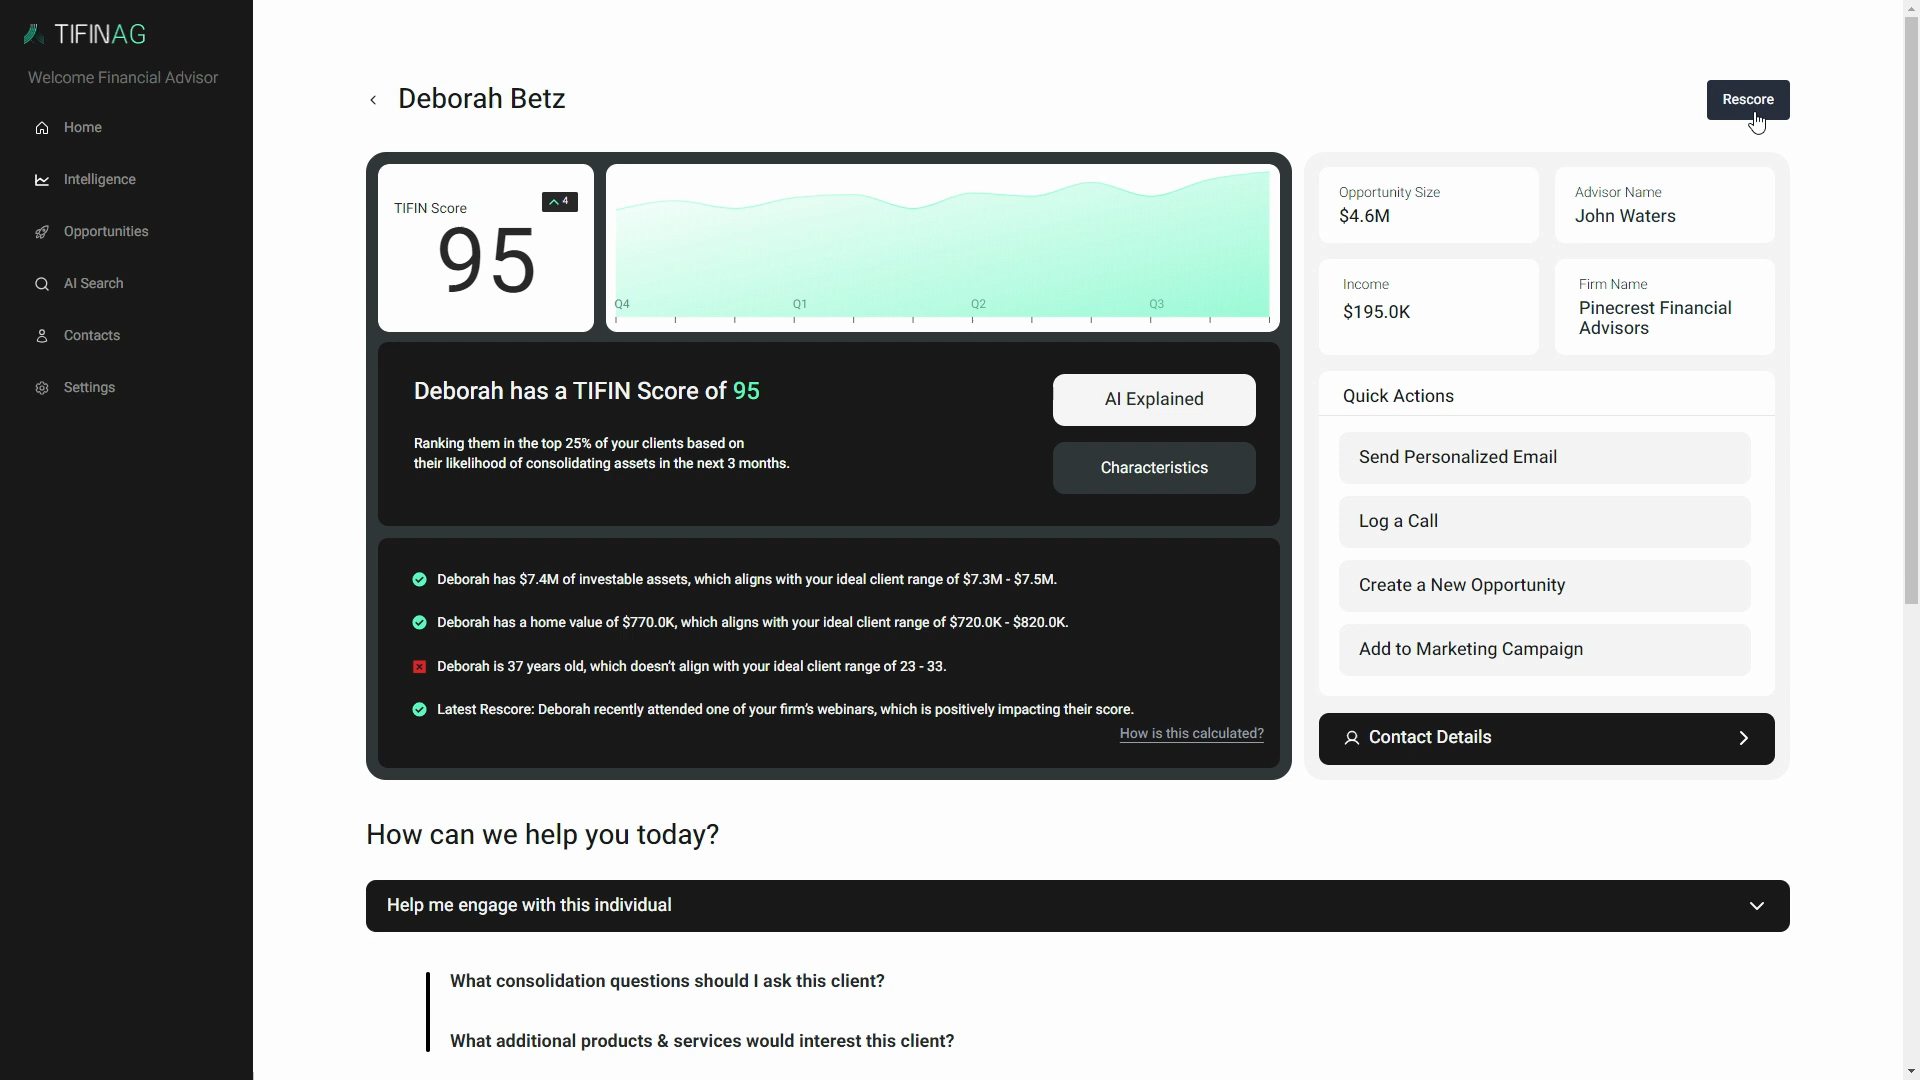 TIFINAG
Welcome Financial Advisor
Home
Intelligence
Opportunities
AI Search
Contacts
Settings
Deborah Betz
Rescore
TIFIN Score
4
95
Q4
Q1
Q2
Q3
Deborah has a TIFIN Score of 95
Ranking them in the top 25% of your clients based on
their likelihood of consolidating assets in the next 3 months.
AI Explained
Characteristics
Deborah has $7.4M of investable assets, which aligns with your ideal client range of $7.3M - $7.5M.
Deborah has a home value of $770.0K, which aligns with your ideal client range of $720.0K - $820.0K.
Deborah is 37 years old, which doesn't align with your ideal client range of 23 - 33.
Latest Rescore: Deborah recently attended one of your firm's webinars, which is positively impacting their score.
How is this calculated?
Opportunity Size
$4.6M
Advisor Name
John Waters
Income
$195.0K
Firm Name
Pinecrest Financial
Advisors
Quick Actions
Send Personalized Email
Log a Call
Create a New Opportunity
Add to Marketing Campaign
Contact Details
How can we help you today?
Help me engage with this individual
What consolidation questions should I ask this client?
What additional products & services would interest this client?